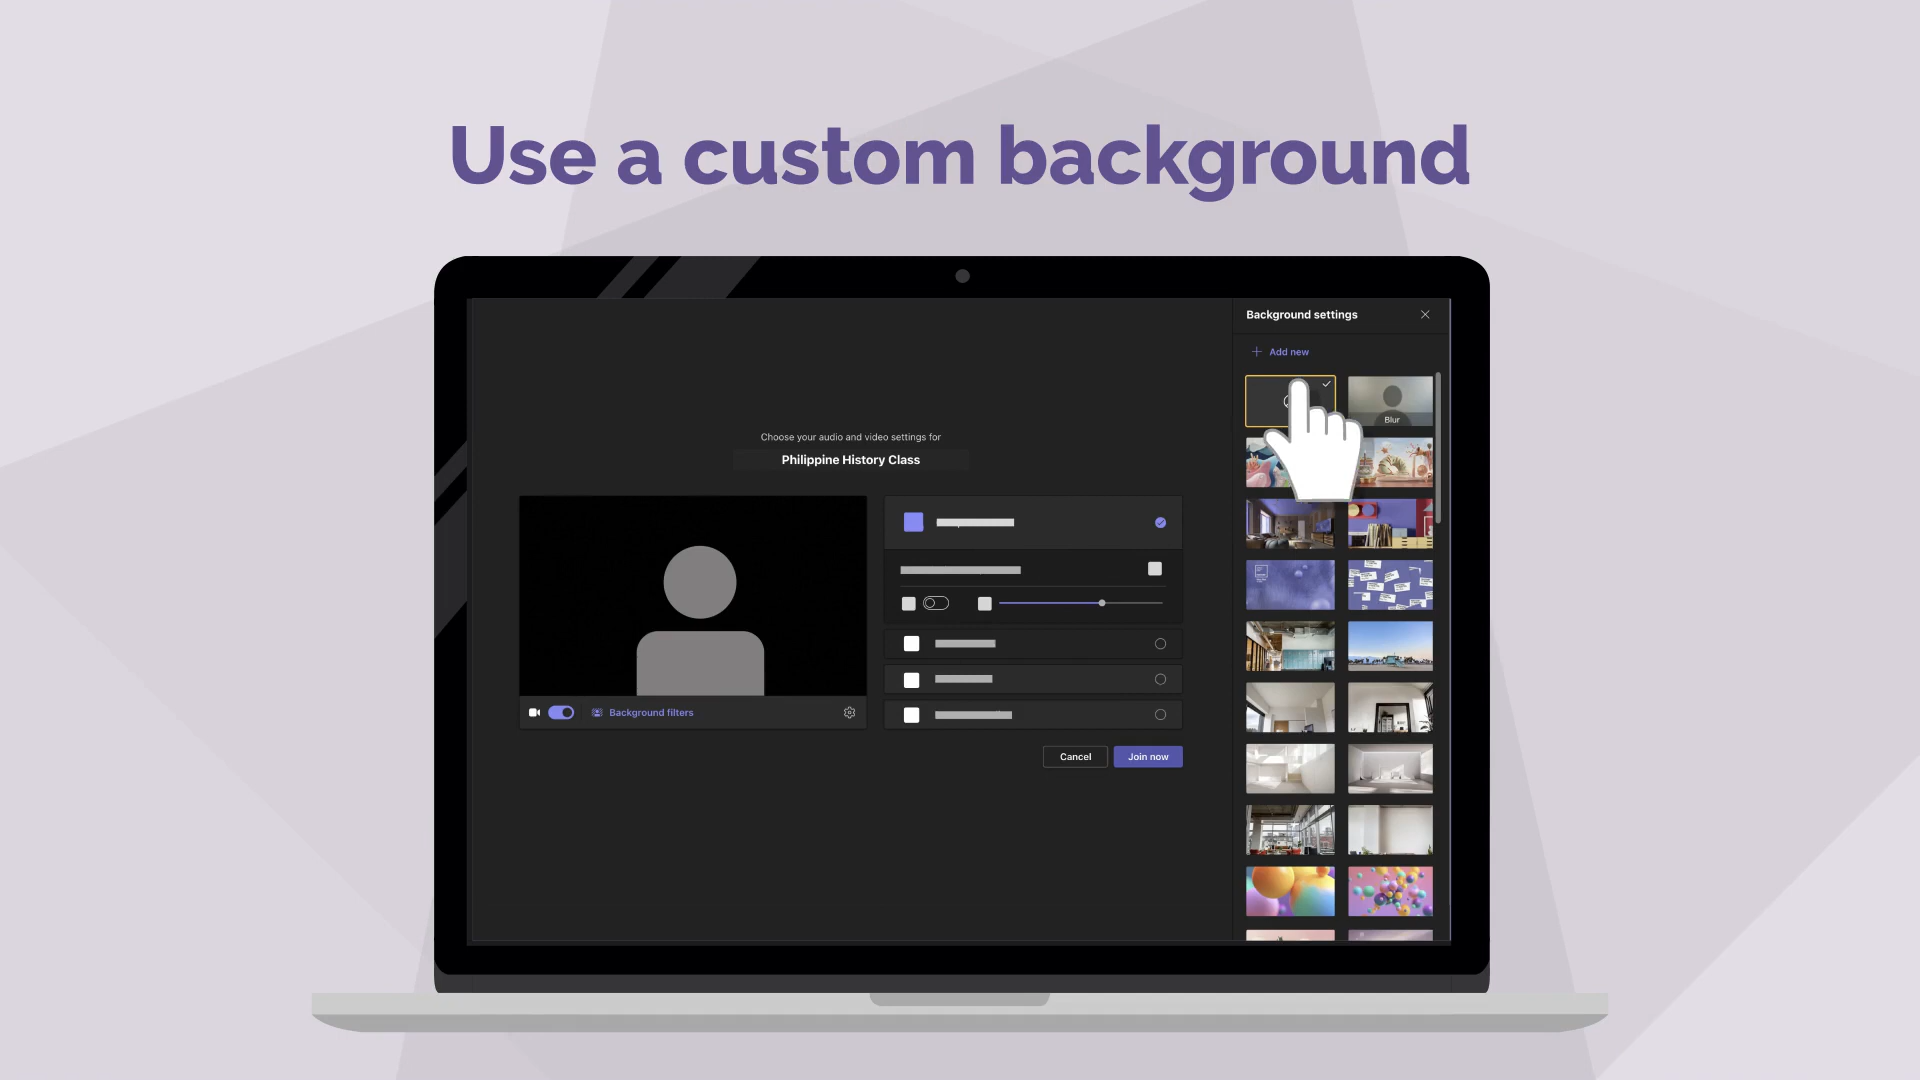 Use a custom background
Background settings
Add new
Blur
Choose your audio and video settings for
Philippine History Class
Background filters
Cancel
Join now